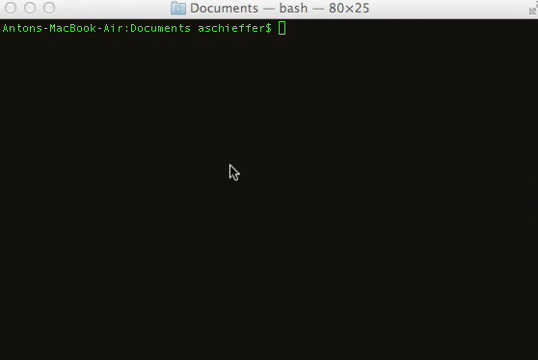 Documents — bash — 80×25
Antons-MacBook-Air:Documents aschieffer$